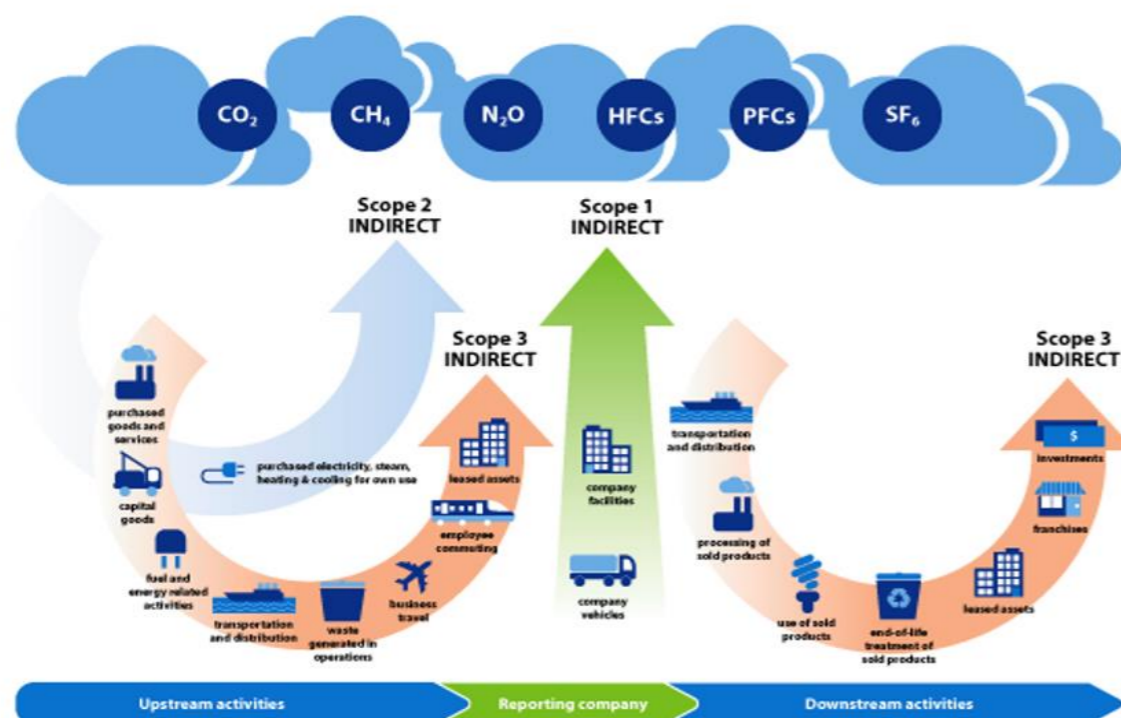 CO₂
CH₄
N₂O
HFCs
PFCs
SF₆
Scope 2
INDIRECT
Scope 1
INDIRECT
Scope 3
INDIRECT
Scope 3
INDIRECT
purchased
goods and
services
capital
goods
fuel and
energy related
activities
transportation
and distribution
waste
generated in
operations
business
travel
employee
commuting
leased assets
purchased electricity, steam,
heating & cooling for own use
company
facilities
company
vehicles
transportation
and distribution
processing of
sold products
use of sold
products
end-of-life
treatment of
sold products
leased assets
franchises
$
investments
Upstream activities
Reporting company
Downstream activities